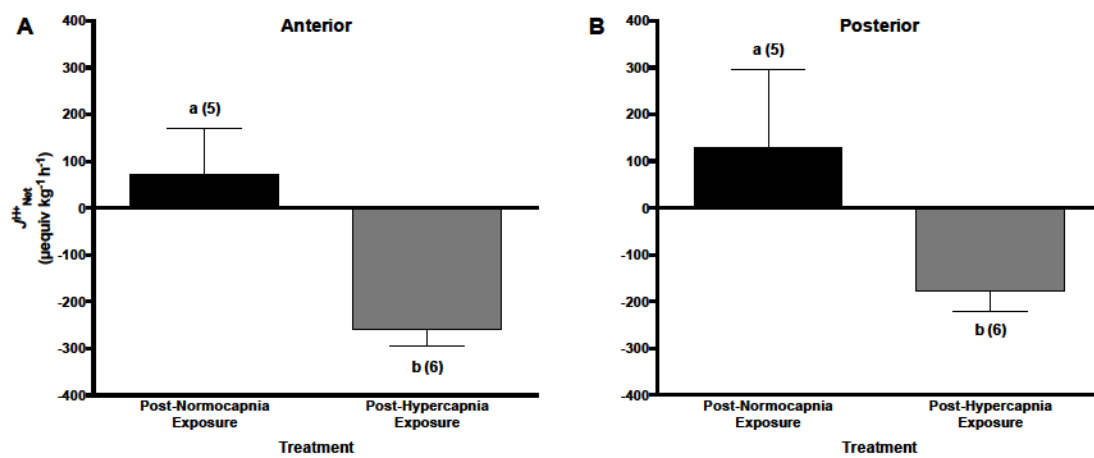 A
Anterior
400
300
200
100
0
-100
-200
-300
-400
J^H+_Net
(µequiv kg⁻¹ h⁻¹)
a (5)
b (6)
Post-Normocapnia
Exposure
Post-Hypercapnia
Exposure
Treatment
B
Posterior
400
300
200
100
0
-100
-200
-300
-400
a (5)
b (6)
Post-Normocapnia
Exposure
Post-Hypercapnia
Exposure
Treatment